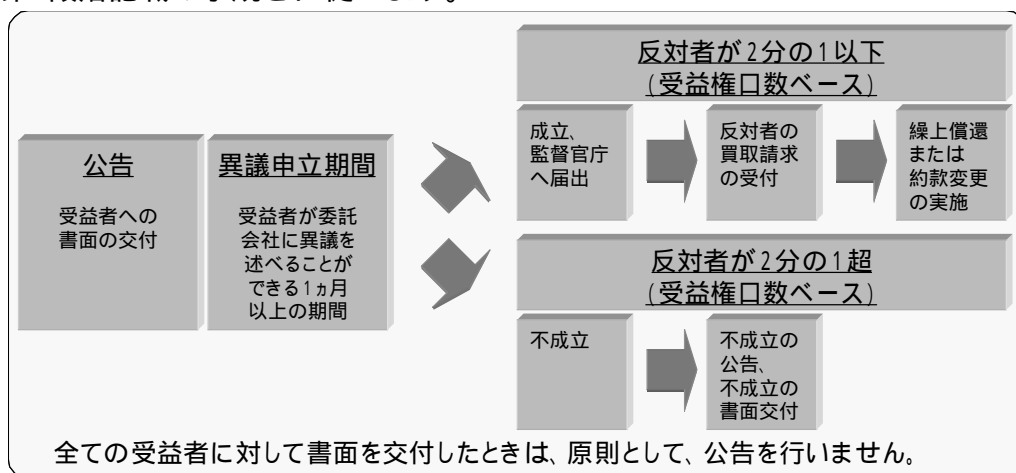 反対者が2分の1以下
(受益権口数ベース)
公告
受益者への
書面の交付
異議申立期間
受益者が委託
会社に異議を
述べることが
できる1ヵ月
以上の期間
成立、
監督官庁
へ届出
反対者の
買取請求
の受付
繰上償還
または
約款変更
の実施
反対者が2分の1超
(受益権口数ベース)
不成立
不成立の
公告、
不成立の
書面交付
全ての受益者に対して書面を交付したときは、原則として、公告を行いません。